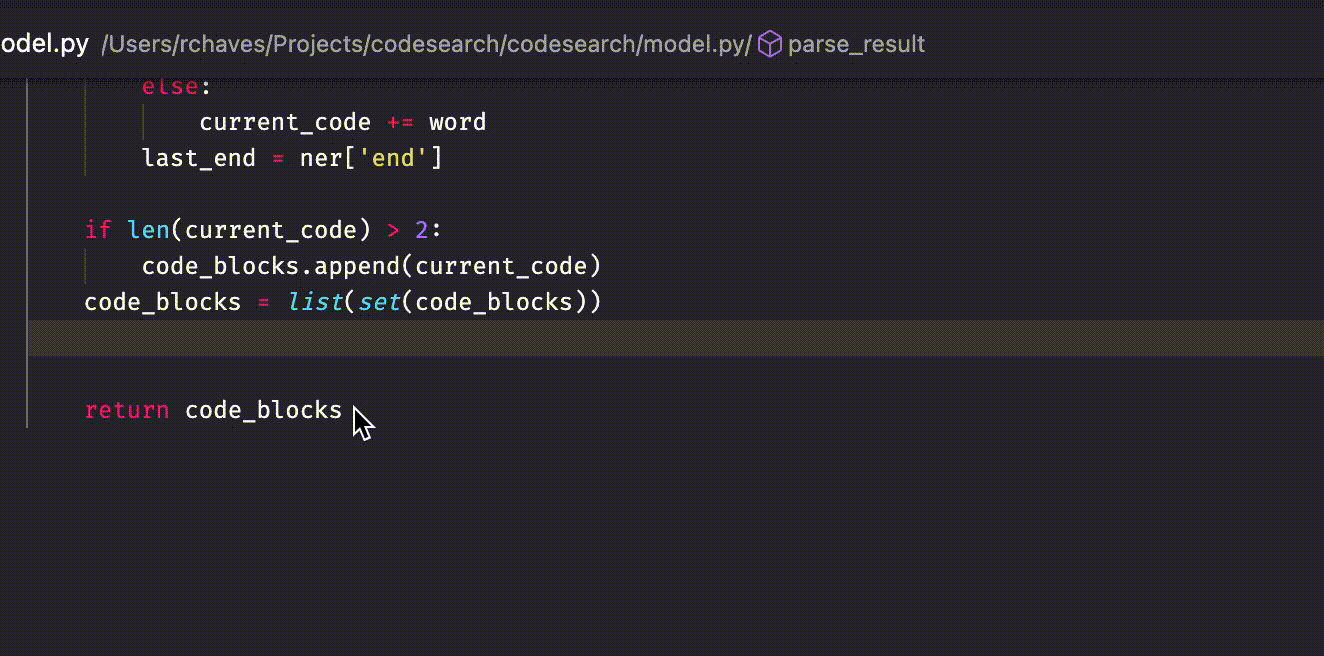 odel.py /Users/rchaves/Projects/codesearch/codesearch/model.py/ parse_result
else:
current_code += word
last_end = ner['end']
if len(current_code) > 2:
code_blocks.append(current_code)
code_blocks = list(set(code_blocks))
return code_blocks